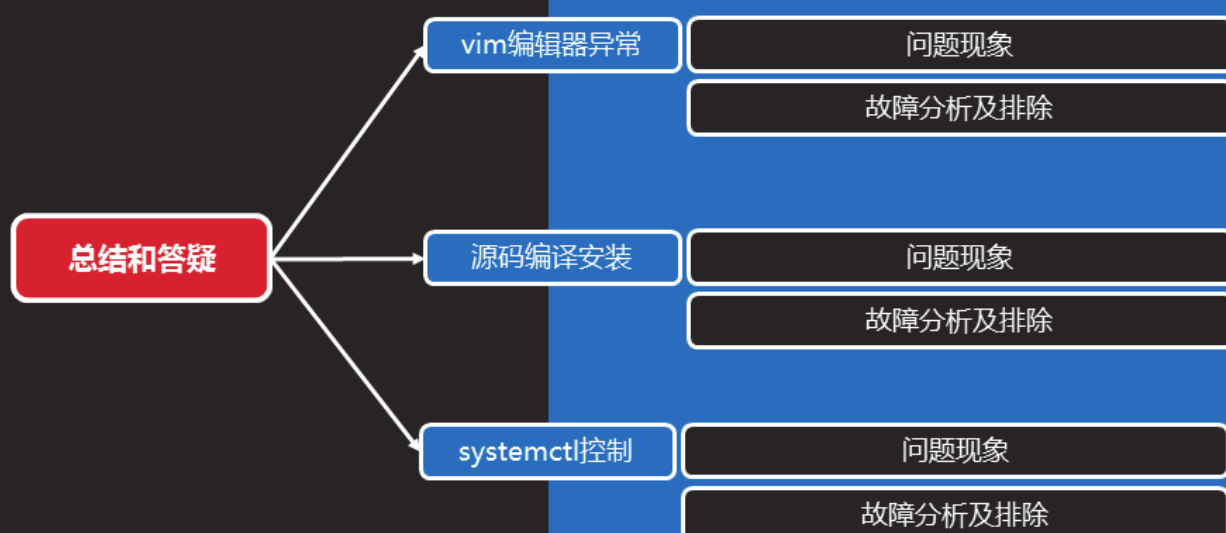 总结和答疑
vim编辑器异常
问题现象
故障分析及排除
源码编译安装
问题现象
故障分析及排除
systemctl控制
问题现象
故障分析及排除